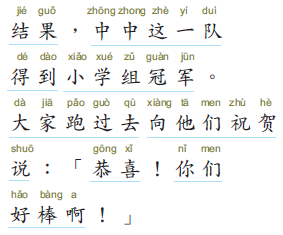 jié guǒ zhōng zhong zhè yí duì
结果，中中这一队
dé dào xiǎo xué zǔ guàn jūn
得到小学组冠军。
dà jiā pǎo guò qù xiàng tā men zhù hè
大家跑过去向他们祝贺
shuō gōng xǐ nǐ men
说：「恭喜！你们
hǎo bàng a
好棒啊！」